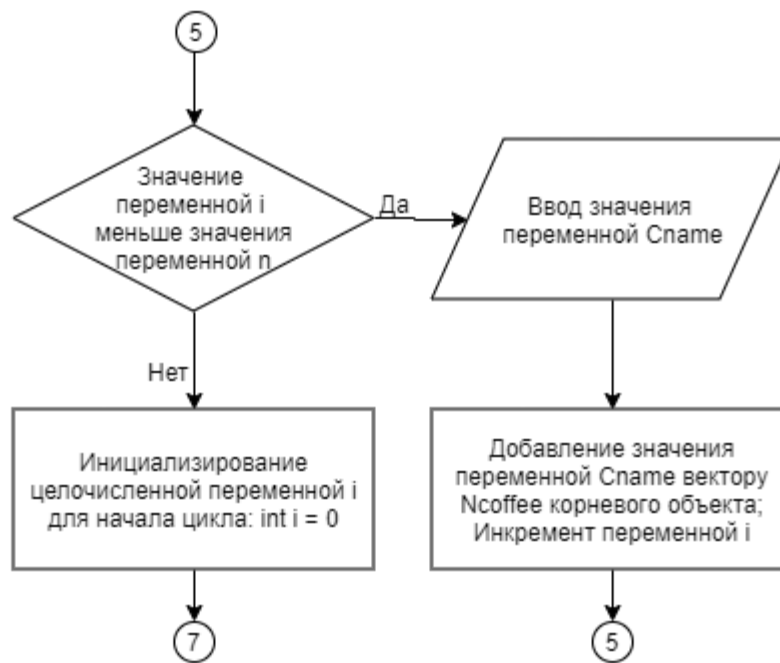 5
Значение
переменной i
меньше значения
переменной n
Да
Ввод значения
переменной Cname
Нет
Инициализирование
целочисленной переменной i
для начала цикла: int i = 0
Добавление значения
переменной Cname вектору
Ncoffee корневого объекта;
Инкремент переменной i
7
5